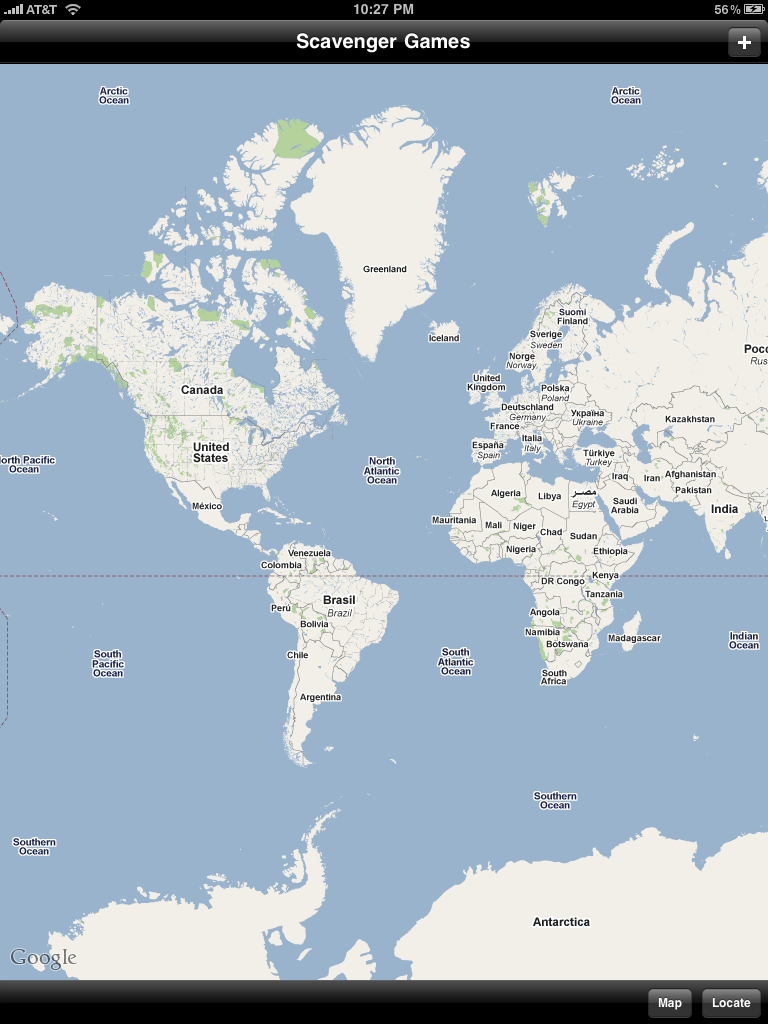 AT&T
10:27 PM
56%
Scavenger Games
+
Arctic
Ocean
Arctic
Ocean
Greenland
Iceland
Suomi
Finland
Sverige
Sweden
Norge
Norway
United
Kingdom
Polska
Poland
Deutschland
Germany
Україна
Ukraine
France
Italia
Italy
España
Spain
Türkiye
Turkey
Kazakhstan
Росс
Rus
Canada
United
States
orth Pacific
Ocean
North
Atlantic
Ocean
México
Algeria
Libya
مصر
Egypt
Iraq
Iran
Afghanistan
Pakistan
Saudi
Arabia
India
Mauritania
Mali
Niger
Chad
Sudan
Nigeria
Ethiopia
Venezuela
Colombia
DR Congo
Kenya
Tanzania
Brasil
Brazil
Perú
Bolivia
Angola
Namibia
Botswana
Madagascar
Indian
Ocean
South
Pacific
Ocean
Chile
South
Atlantic
Ocean
South
Africa
Argentina
Southern
Ocean
Southern
Ocean
Antarctica
Google
Map
Locate